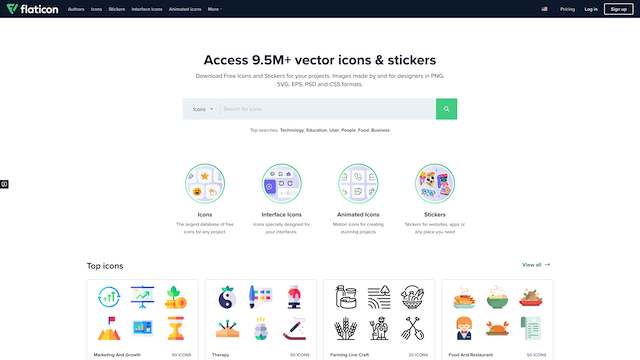 flaticon
Authors Icons Stickers Interface icons Animated icons More Pricing Log in Sign up
Access 9.5M+ vector icons & stickers
Download Free Icons and Stickers for your projects. Images made by and for designers in PNG,
SVG, EPS, PSD and CSS formats.
Icons Search for icons
Top searches: Technology, Education, User, People, Food, Business
Icons
The largest database of free
icons for any project.
Interface Icons
Icons specially designed for
your interfaces.
Animated Icons
Motion icons for creating
stunning projects
Stickers
Stickers for websites, apps or
any place you need
Top icons
View all
Marketing And Growth 50 ICONS
Therapy 50 ICONS
Farming Line Craft 20 ICONS
Food And Restaurant 50 ICONS